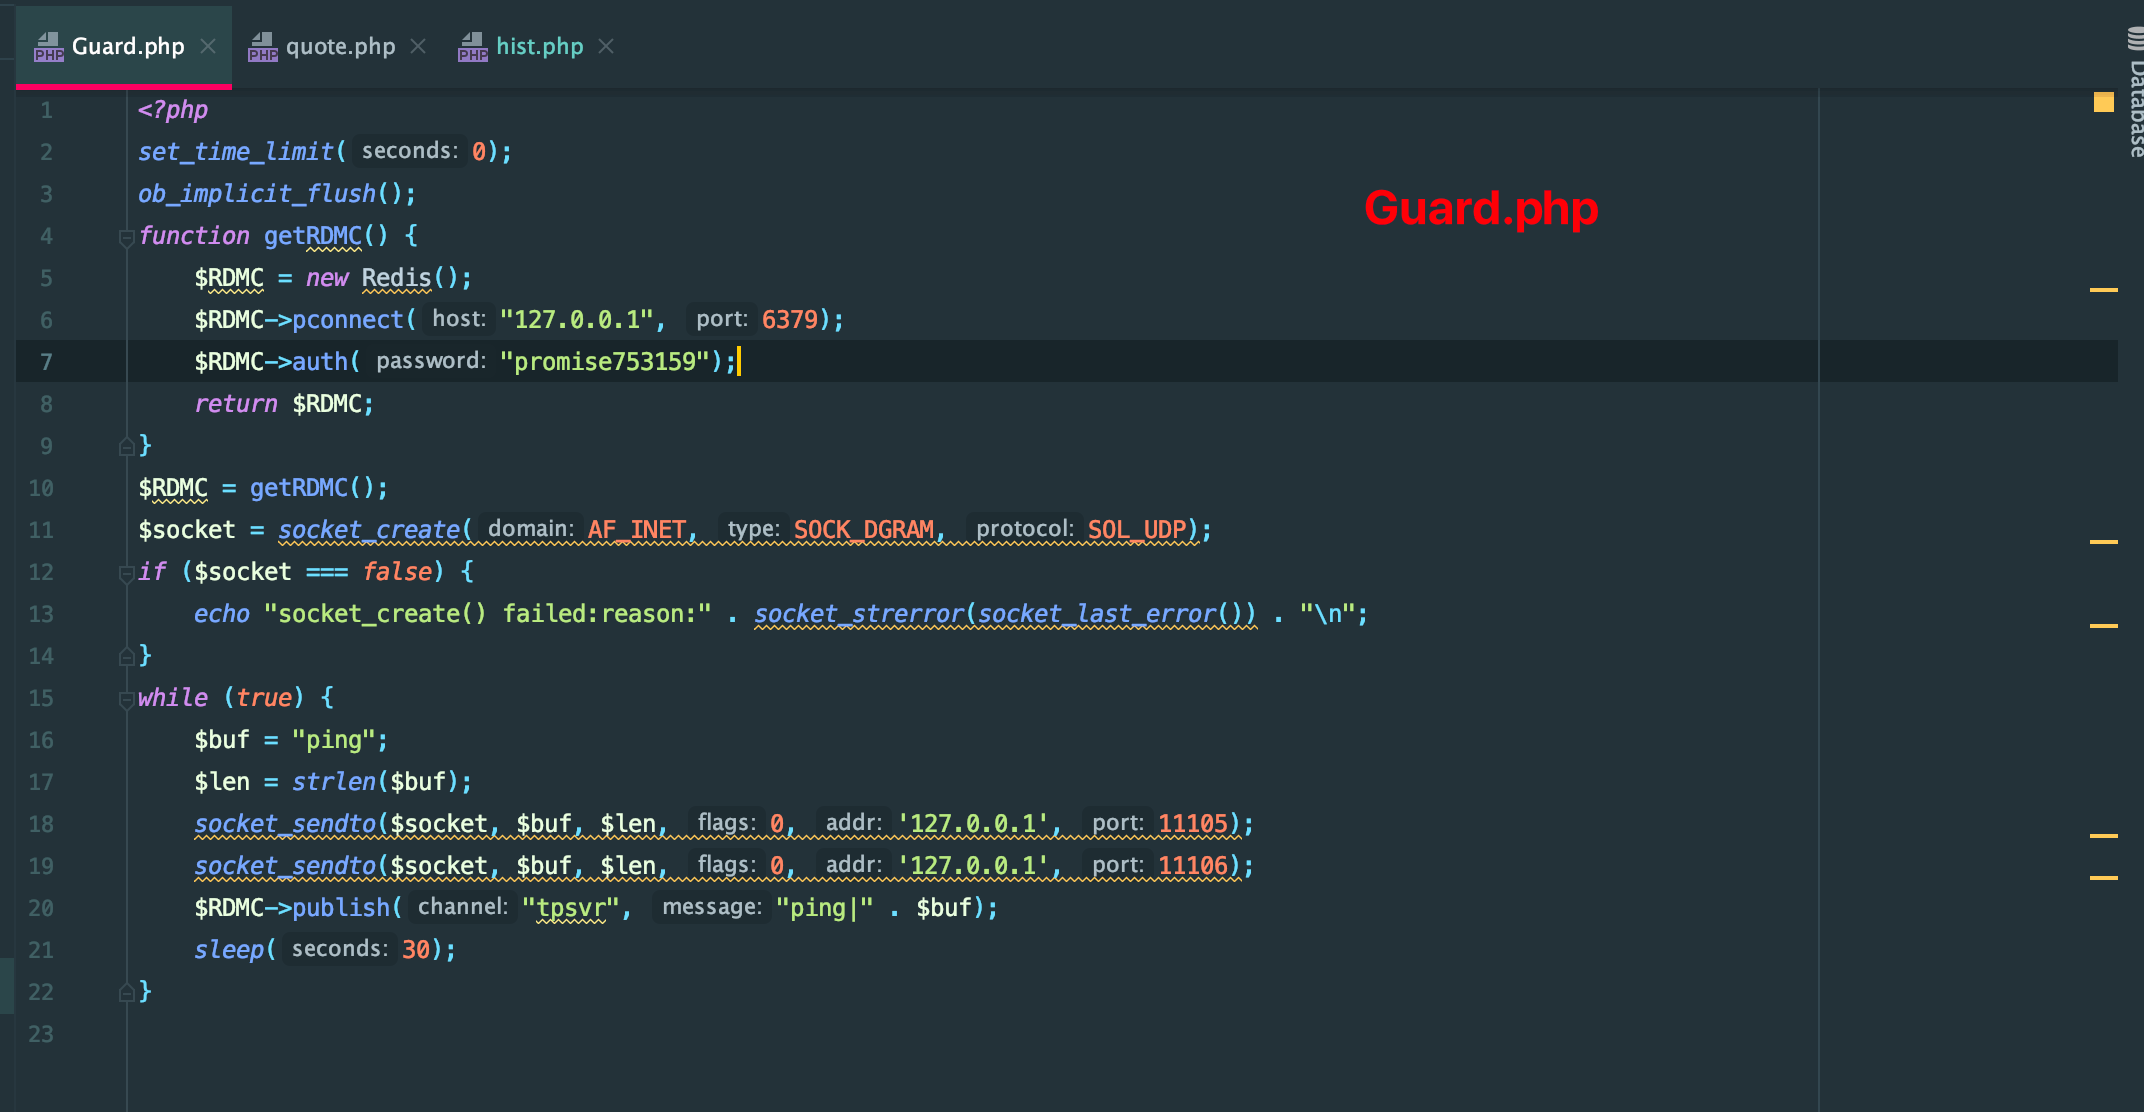 Guard.php quote.php hist.php
Database
1 <?php
2 set_time_limit( seconds: 0);
3 ob_implicit_flush();
Guard.php
4 function getRDMC() {
5 $RDMC = new Redis();
6 $RDMC->pconnect( host: "127.0.0.1", port: 6379);
7 $RDMC->auth( password: "promise753159");
8 return $RDMC;
9 }
10 $RDMC = getRDMC();
11 $socket = socket_create( domain: AF_INET, type: SOCK_DGRAM, protocol: SOL_UDP);
12 if ($socket === false) {
13 echo "socket_create() failed:reason:" . socket_strerror(socket_last_error()) . "\n";
14 }
15 while (true) {
16 $buf = "ping";
17 $len = strlen($buf);
18 socket_sendto($socket, $buf, $len, flags: 0, addr: '127.0.0.1', port: 11105);
19 socket_sendto($socket, $buf, $len, flags: 0, addr: '127.0.0.1', port: 11106);
20 $RDMC->publish( channel: "tpsvr", message: "ping|" . $buf);
21 sleep( seconds: 30);
22 }
23